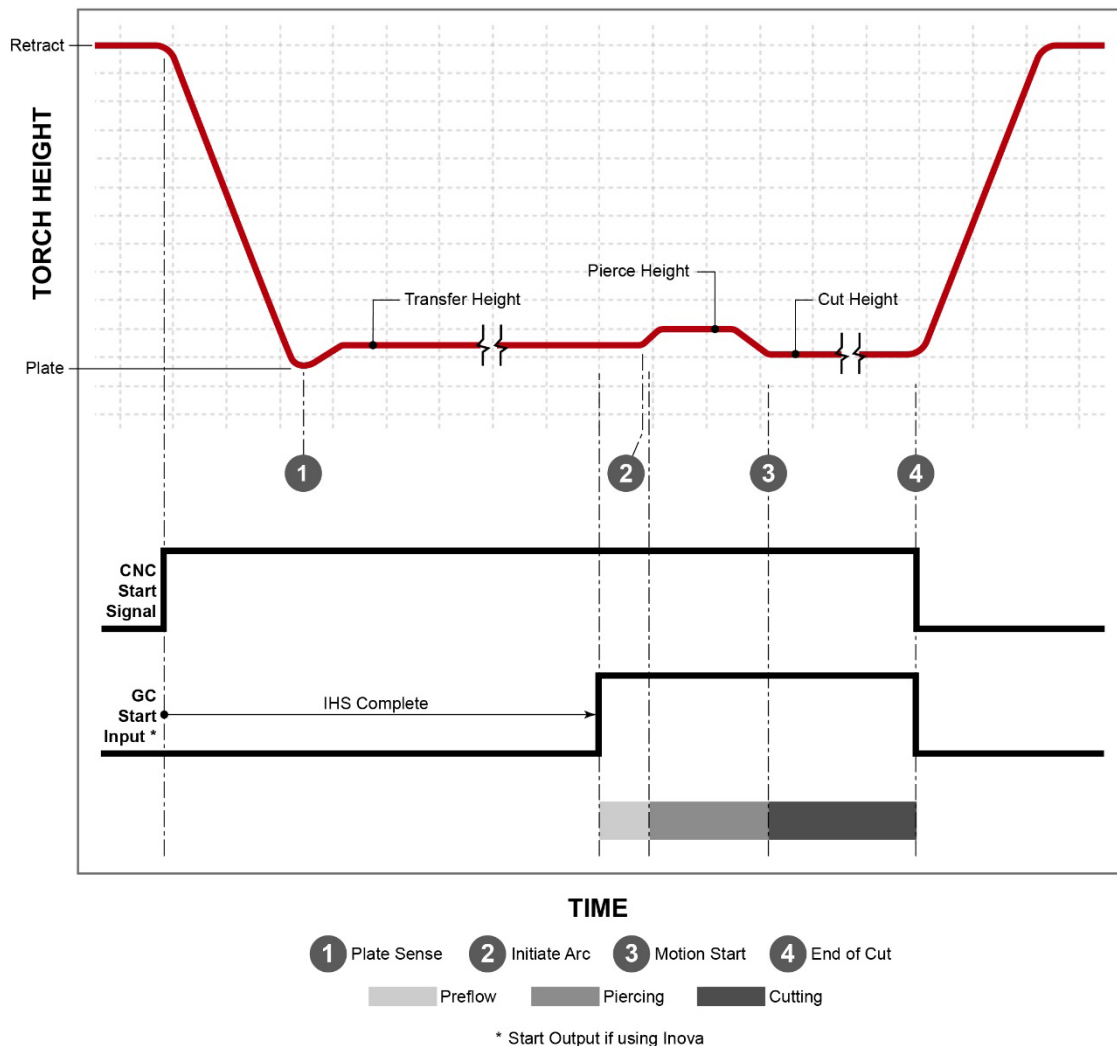 Retract
TORCH HEIGHT
Pierce Height
Transfer Height
Cut Height
Plate
1
2
3
4
CNC
Start
Signal
GC
Start
Input *
IHS Complete
TIME
1 Plate Sense 2 Initiate Arc 3 Motion Start 4 End of Cut
Preflow Piercing Cutting
* Start Output if using Inova